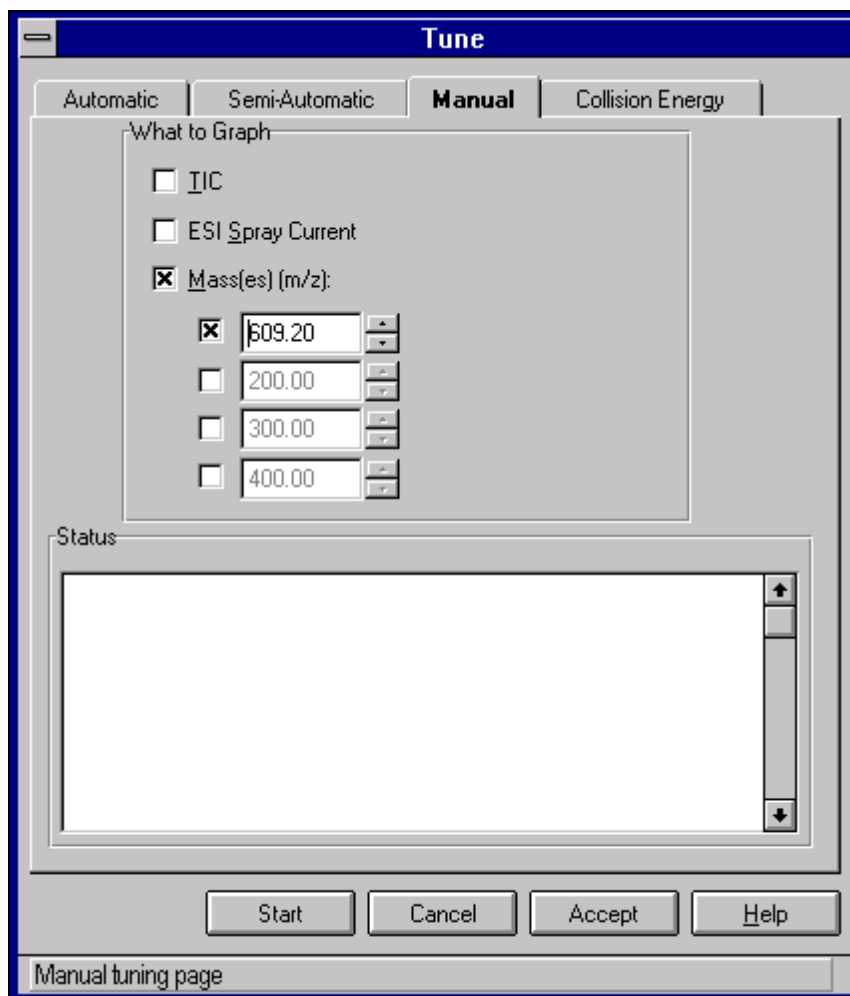 Tune
Automatic Semi-Automatic Manual Collision Energy
What to Graph
TIC
ESI Spray Current
Mass(es) (m/z):
609.20
200.00
300.00
400.00
Status
Start Cancel Accept Help
Manual tuning page